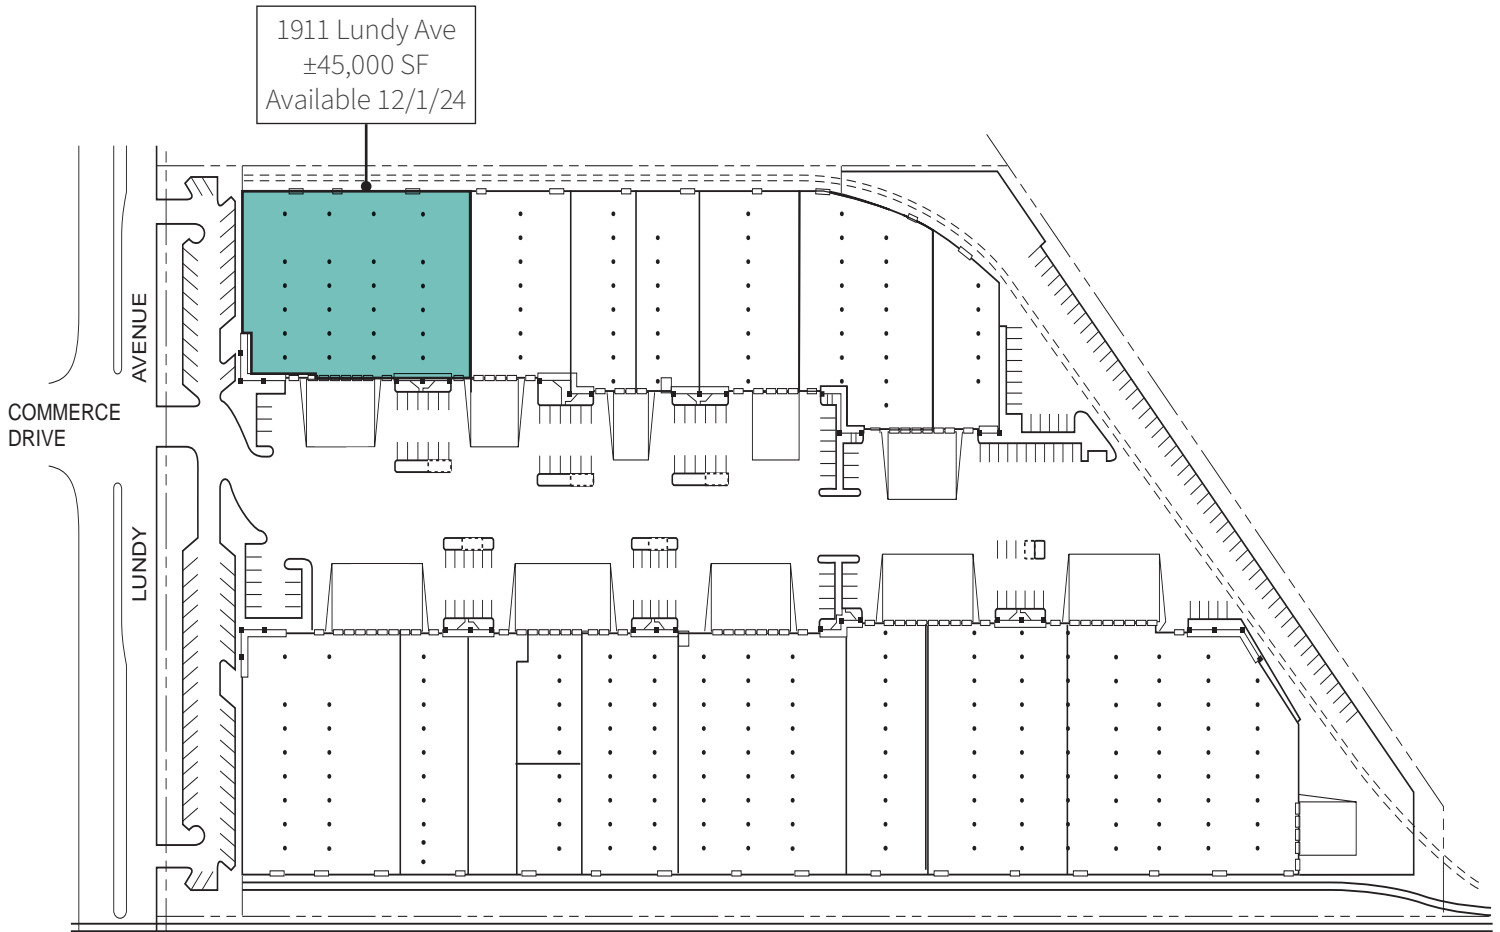 1911 Lundy Ave
±45,000 SF
Available 12/1/24
AVENUE
COMMERCE
DRIVE
LUNDY